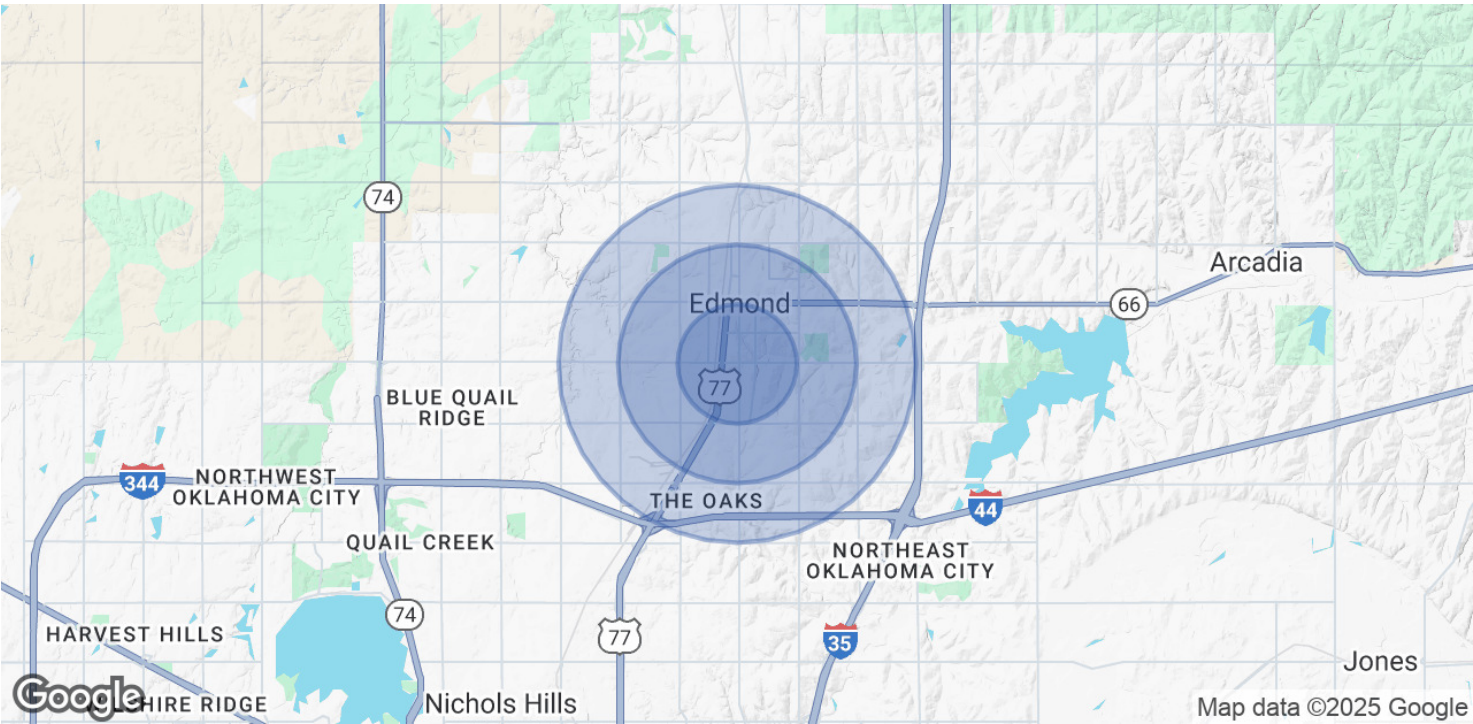 74
Arcadia
Edmond
66
77
BLUE QUAIL
RIDGE
344
NORTHWEST
OKLAHOMA CITY
THE OAKS
44
QUAIL CREEK
NORTHEAST
OKLAHOMA CITY
74
HARVEST HILLS
77
35
Jones
Google
SHIRE RIDGE
Nichols Hills
Map data ©2025 Google